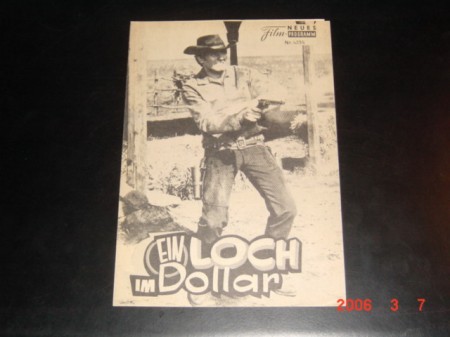 Film
NEUES
PROGRAMM
EIN LOCH
IM Dollar
2006 3 7